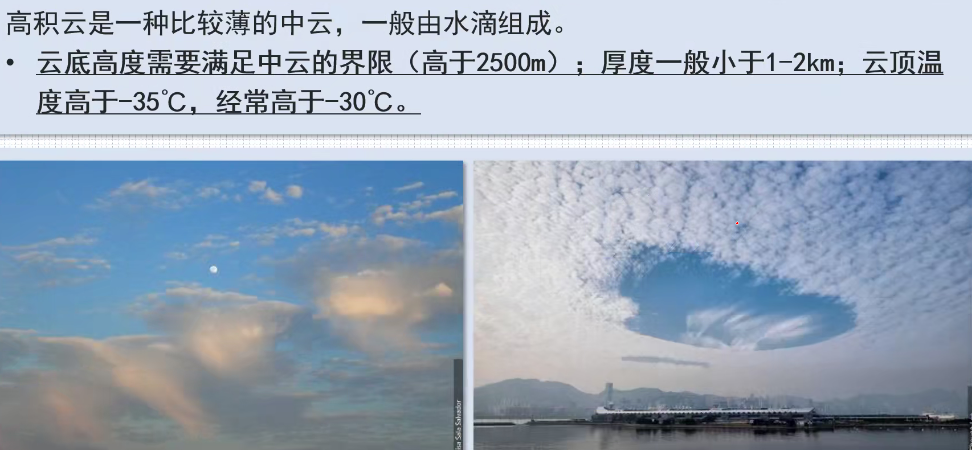 高积云是一种比较薄的中云，一般由水滴组成。
• 云底高度需要满足中云的界限（高于2500m）；厚度一般小于1-2km；云顶温
度高于-35℃，经常高于-30℃。
Sala Salvador